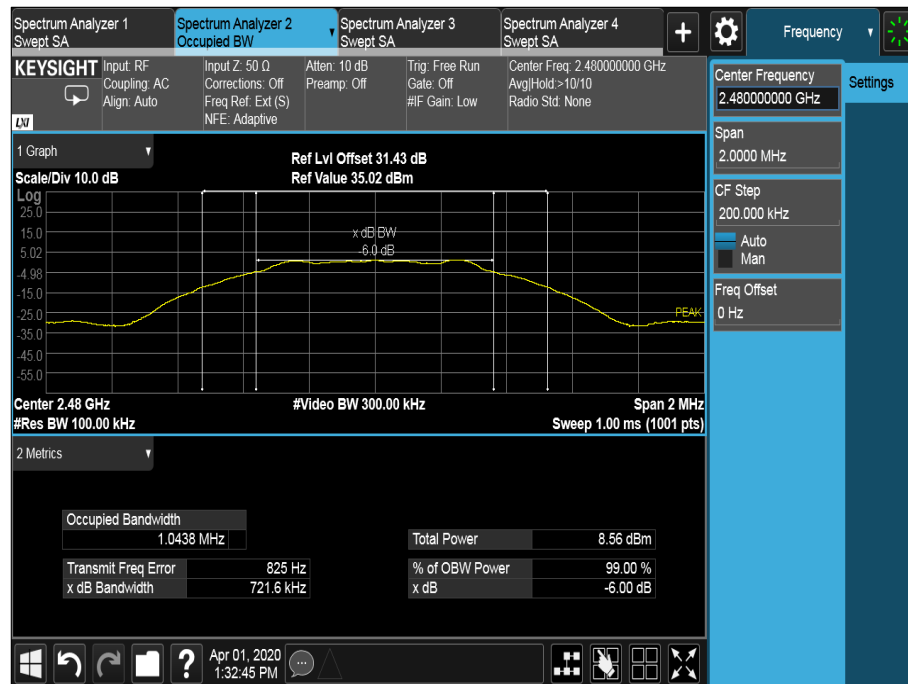 Spectrum Analyzer 1
Swept SA
Spectrum Analyzer 2
Occupied BW
Spectrum Analyzer 3
Swept SA
Spectrum Analyzer 4
Swept SA
+
Frequency
KEYSIGHT
LXI
Input: RF
Coupling: AC
Align: Auto
Input Z: 50 Ω
Corrections: Off
Freq Ref: Ext (S)
NFE: Adaptive
Atten: 10 dB
Preamp: Off
Trig: Free Run
Gate: Off
#IF Gain: Low
Center Freq: 2.480000000 GHz
Avg|Hold:>10/10
Radio Std: None
Center Frequency
2.480000000 GHz
Settings
Span
2.0000 MHz
CF Step
200.000 kHz
Auto
Man
Freq Offset
0 Hz
1 Graph
Scale/Div 10.0 dB
Ref Lvl Offset 31.43 dB
Ref Value 35.02 dBm
Log
25.0
15.0
5.02
-4.98
-15.0
-25.0
-35.0
-45.0
-55.0
x dB BW
-6.0 dB
PEAK
Center 2.48 GHz
#Video BW 300.00 kHz
Span 2 MHz
#Res BW 100.00 kHz
Sweep 1.00 ms (1001 pts)
2 Metrics
Occupied Bandwidth
1.0438 MHz
Total Power 8.56 dBm
Transmit Freq Error 825 Hz
% of OBW Power 99.00 %
x dB Bandwidth 721.6 kHz
x dB -6.00 dB
?
Apr 01, 2020
1:32:45 PM